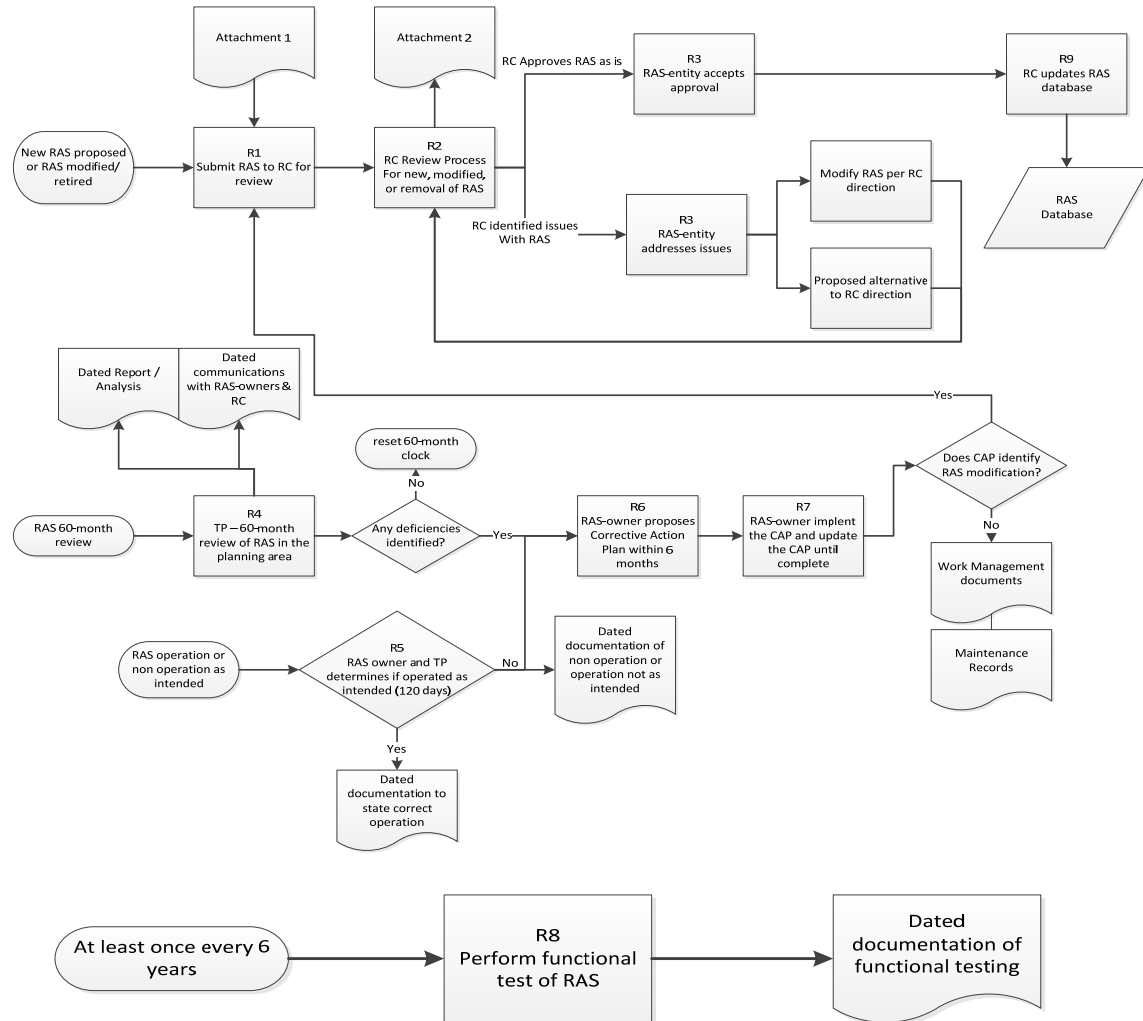 Attachment 1
Attachment 2
RC Approves RAS as is
R3
RAS-entity accepts
approval
R9
RC updates RAS
database
New RAS proposed
or RAS modified/
retired
R1
Submit RAS to RC for
review
R2
RC Review Process
For new, modified,
or removal of RAS
Modify RAS per RC
direction
RAS
Database
RC identified issues
With RAS
R3
RAS-entity
addresses issues
Proposed alternative
to RC direction
Dated Report /
Analysis
Dated
communications
with RAS-owners &
RC
Yes
reset 60-month
clock
No
Does CAP identify
RAS modification?
RAS 60-month
review
R4
TP – 60-month
review of RAS in the
planning area
Any deficiencies
identified?
Yes
R6
RAS-owner proposes
Corrective Action
Plan within 6
months
R7
RAS-owner implent
the CAP and update
the CAP until
complete
No
Work Management
documents
Maintenance
Records
RAS operation or
non operation as
intended
R5
RAS owner and TP
determines if operated as
intended (120 days)
No
Dated
documentation of
non operation or
operation not as
intended
Yes
Dated
documentation to
state correct
operation
At least once every 6
years
R8
Perform functional
test of RAS
Dated
documentation of
functional testing